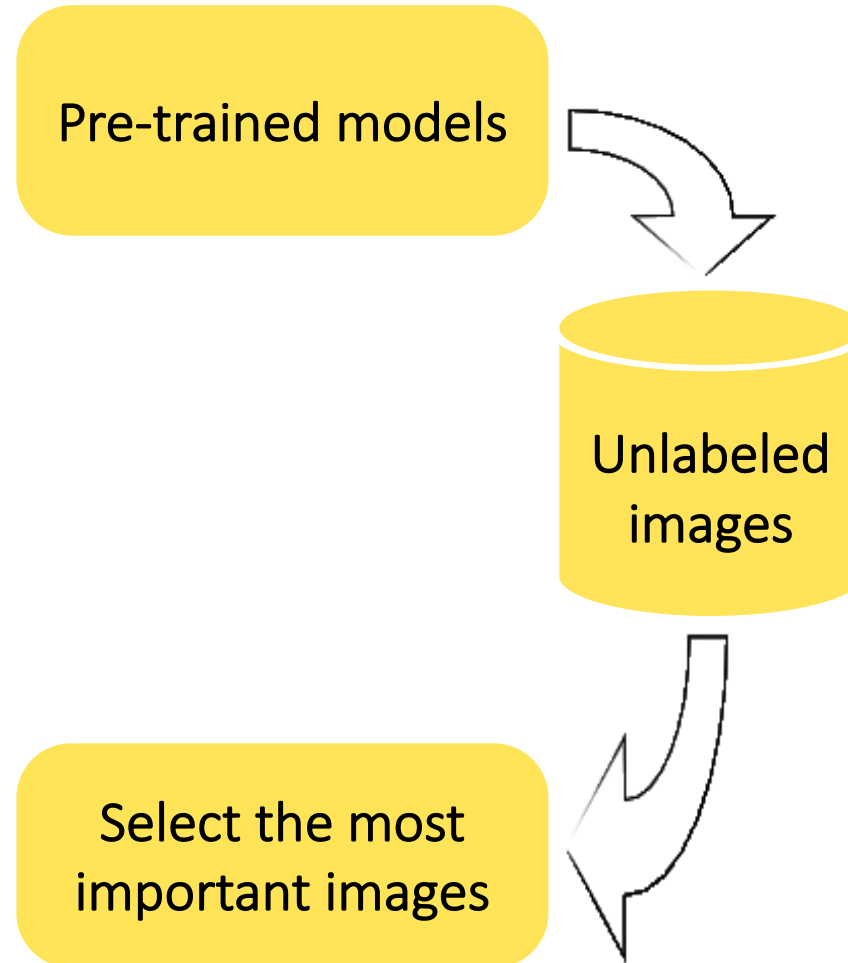 Pre-trained models
Unlabeled
images
Select the most
important images